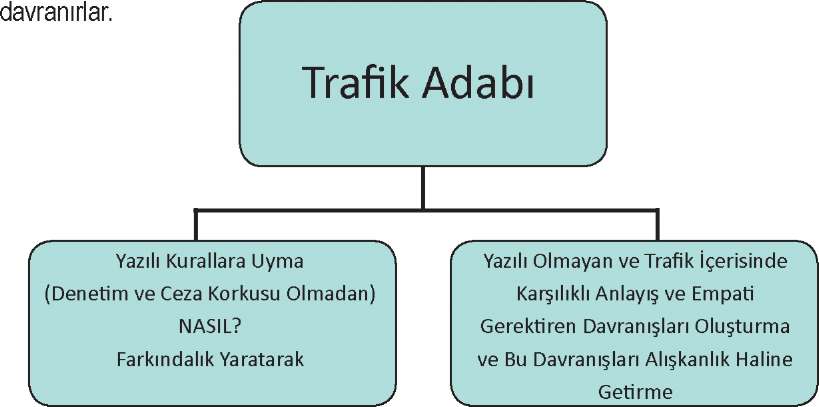 davranırlar.
Trafik Adabı
Yazılı Kurallara Uyma
(Denetim ve Ceza Korkusu Olmadan)
NASIL?
Farkındalık Yaratarak
Yazılı Olmayan ve Trafik İçerisinde
Karşılıklı Anlayış ve Empati
Gerektiren Davranışları Oluşturma
ve Bu Davranışları Alışkanlık Haline
Getirme